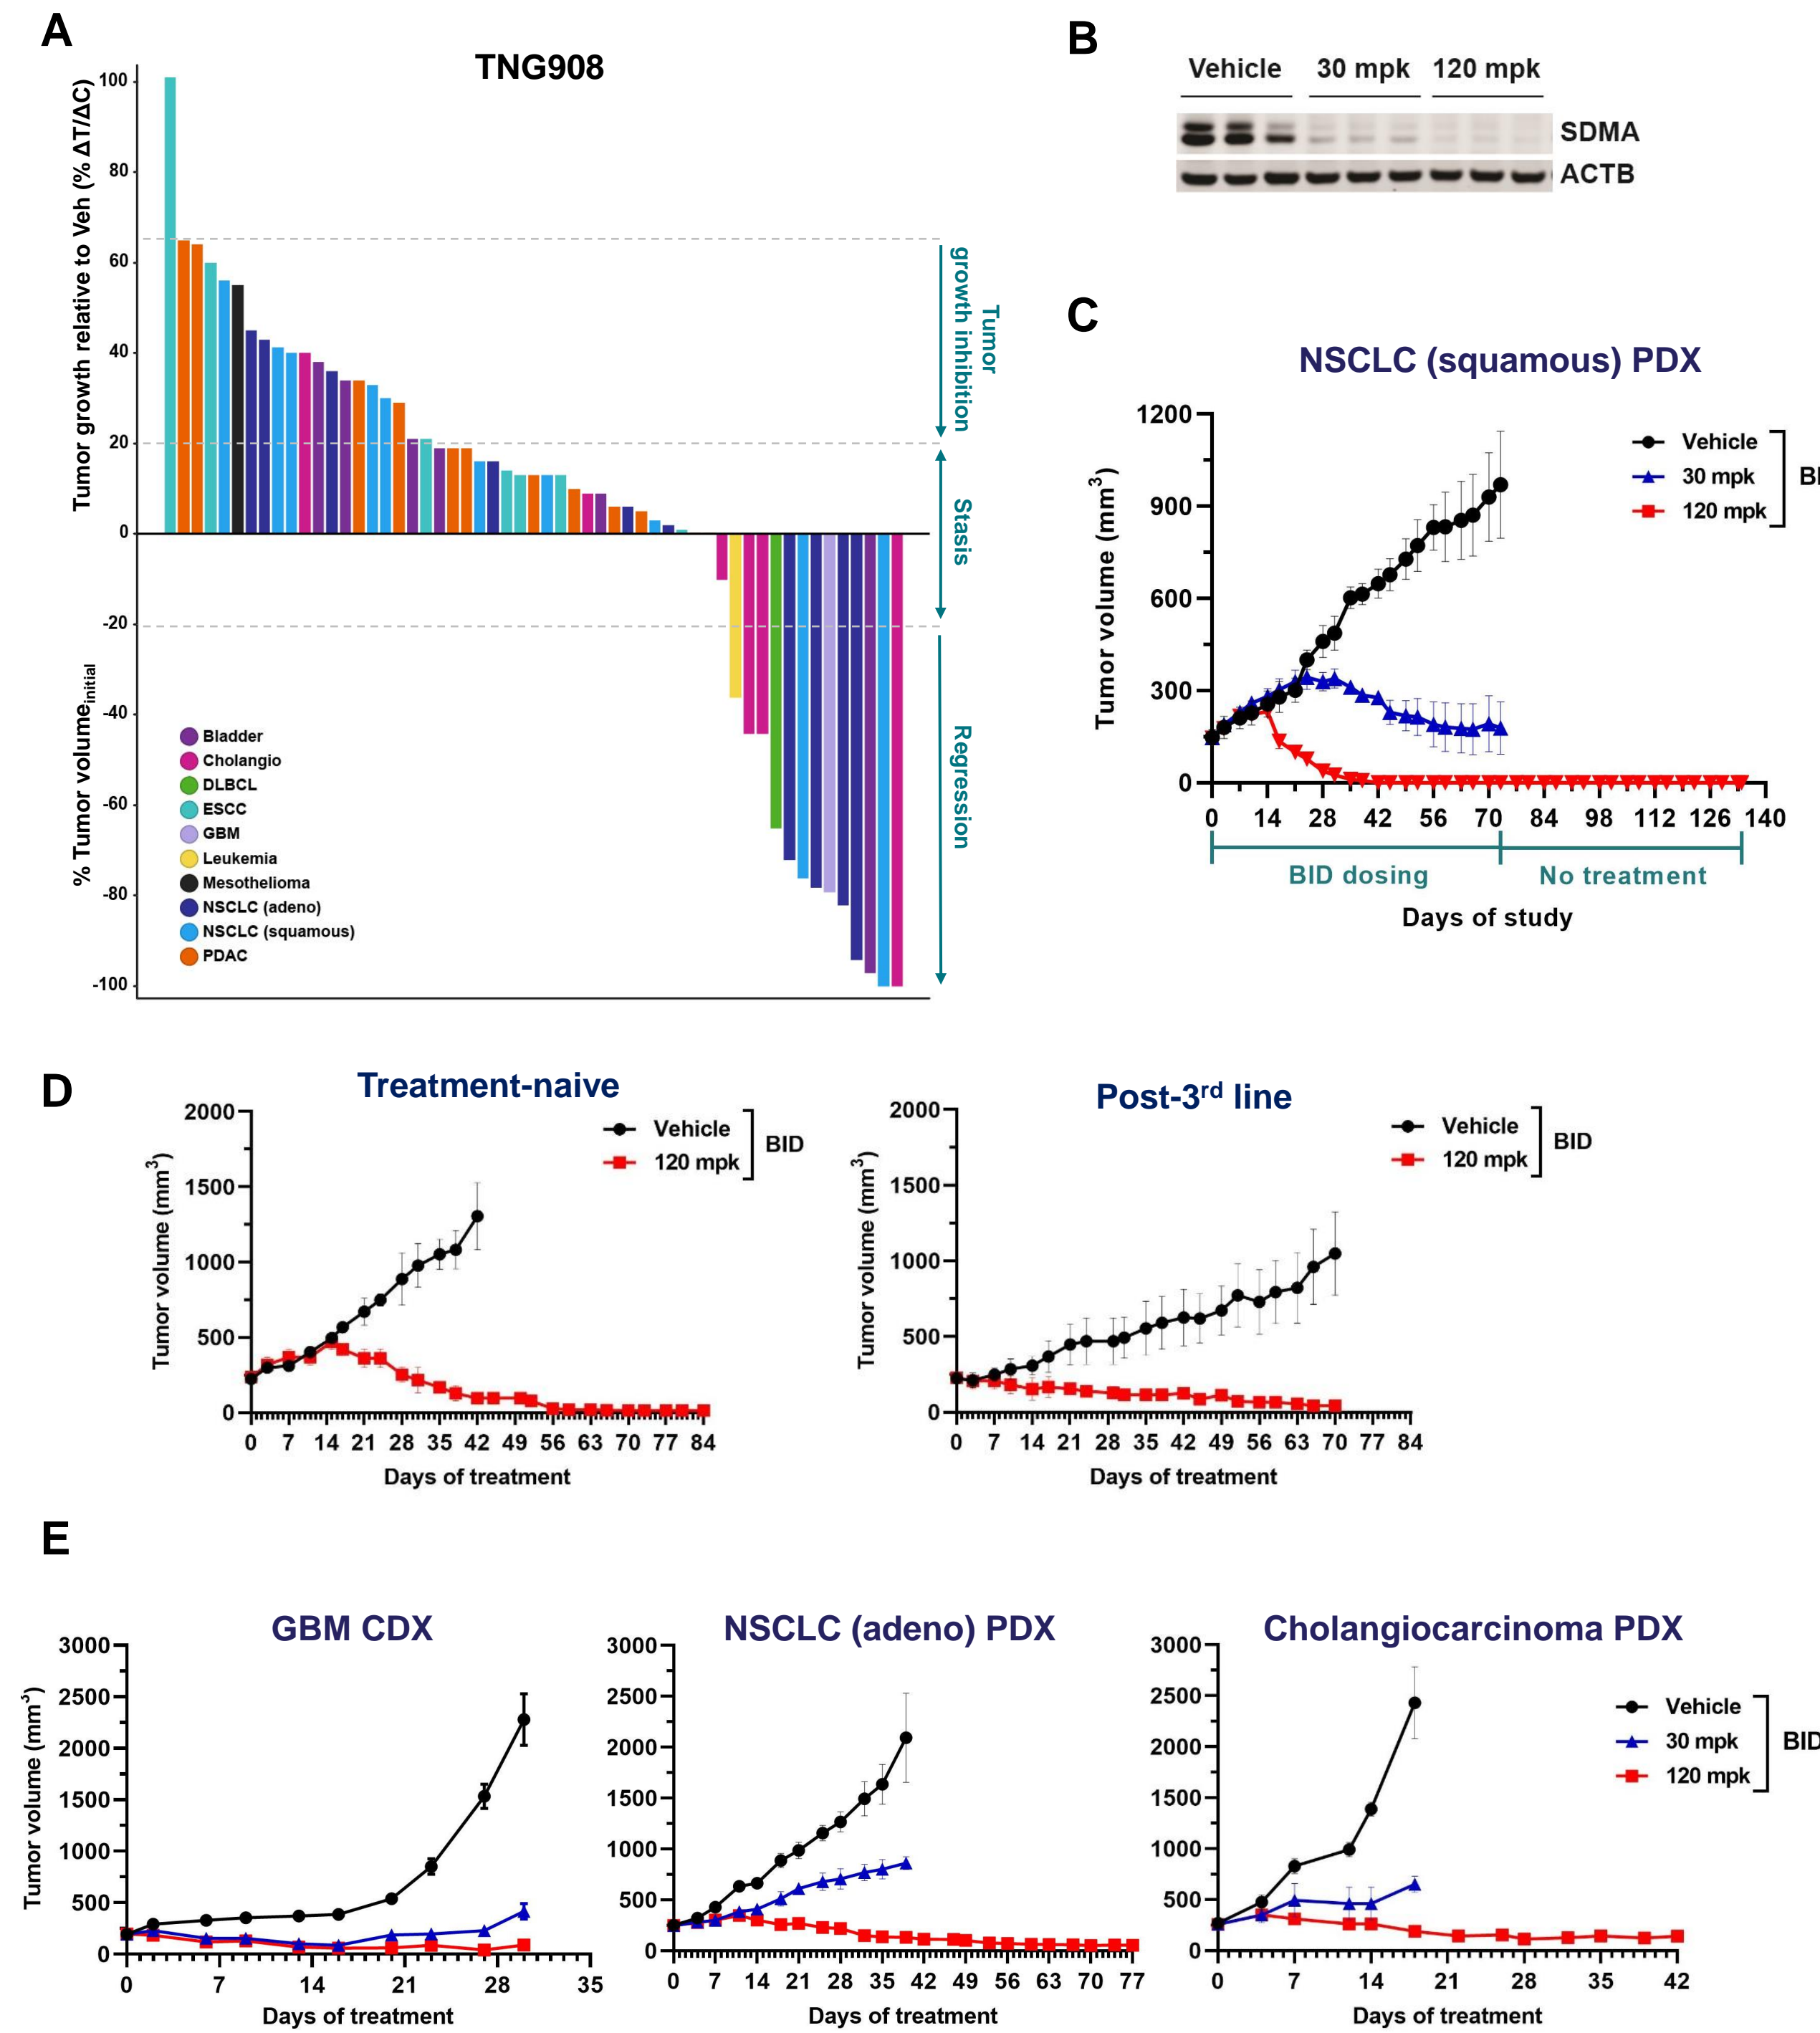 A
TNG908
Tumor growth relative to Veh (% ΔT/ΔC)
% Tumor volume initial
100
80
60
40
20
0
-20
-40
-60
-80
-100
Tumor
growth inhibition
Stasis
Regression
Bladder
Cholangio
DLBCL
ESCC
GBM
Leukemia
Mesothelioma
NSCLC (adeno)
NSCLC (squamous)
PDAC
B
Vehicle 30 mpk 120 mpk
SDMA
ACTB
C
NSCLC (squamous) PDX
Tumor volume (mm³)
1200
900
600
300
0
0 14 28 42 56 70 84 98 112 126 140
BID dosing No treatment
Days of study
Vehicle
30 mpk
120 mpk
BI
D
Treatment-naive
Tumor volume (mm³)
2000
1500
1000
500
0
0 7 14 21 28 35 42 49 56 63 70 77 84
Days of treatment
Vehicle
120 mpk
BID
Post-3rd line
Tumor volume (mm³)
2000
1500
1000
500
0
0 7 14 21 28 35 42 49 56 63 70 77 84
Days of treatment
Vehicle
120 mpk
BID
E
GBM CDX
Tumor volume (mm³)
3000
2500
2000
1500
1000
500
0
0 7 14 21 28 35
Days of treatment
NSCLC (adeno) PDX
3000
2500
2000
1500
1000
500
0
0 7 14 21 28 35 42 49 56 63 70 77
Days of treatment
Cholangiocarcinoma PDX
3000
2500
2000
1500
1000
500
0
0 7 14 21 28 35 42
Days of treatment
Vehicle
30 mpk
120 mpk
BID